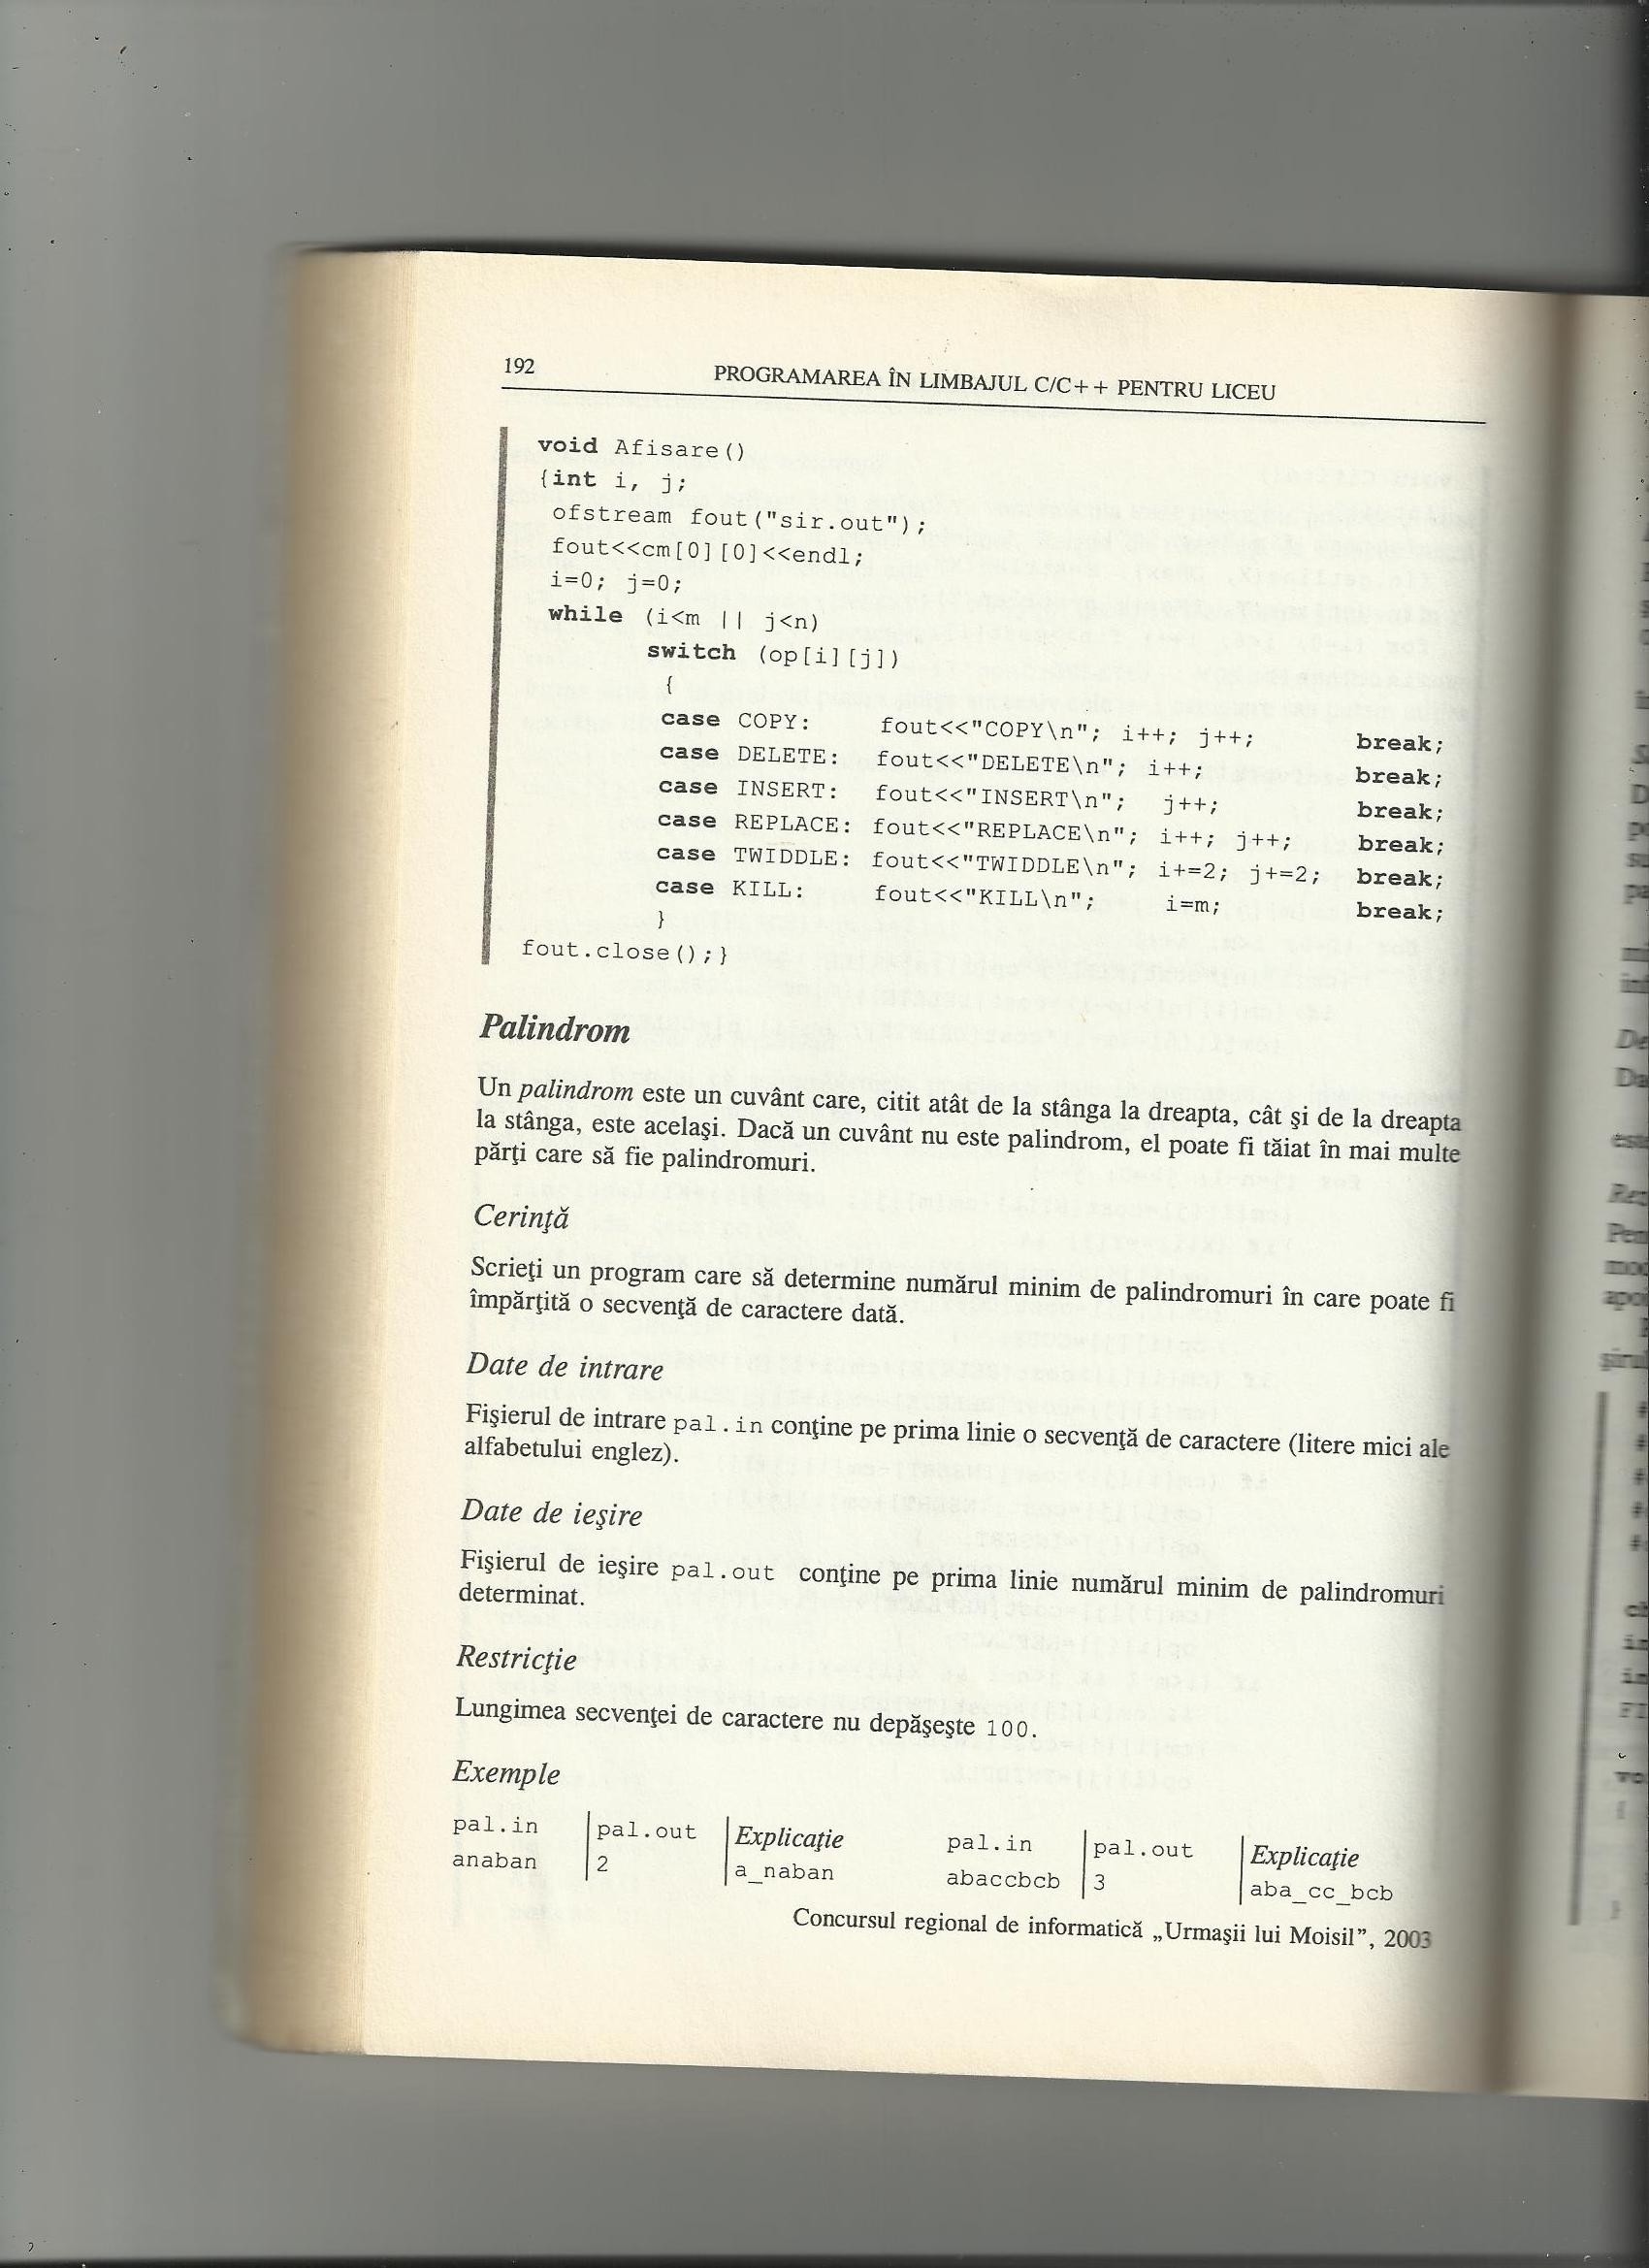 192
PROGRAMAREA ÎN LIMBAJUL C/C++ PENTRU LICEU
void Afisare()
{int i, j;
ofstream fout("sir.out");
fout<<cm[0][0]<<endl;
i=0; j=0;
while (i<m || j<n)
switch (op[i][j])
{
case COPY: fout<<"COPY\n"; i++; j++; break;
case DELETE: fout<<"DELETE\n"; i++; break;
case INSERT: fout<<"INSERT\n"; j++; break;
case REPLACE: fout<<"REPLACE\n"; i++; j++; break;
case TWIDDLE: fout<<"TWIDDLE\n"; i+=2; j+=2; break;
case KILL: fout<<"KILL\n"; i=m; break;
}
fout.close();}
Palindrom
Un palindrom este un cuvânt care, citit atât de la stânga la dreapta, cât şi de la dreapta
la stânga, este acelaşi. Dacă un cuvânt nu este palindrom, el poate fi tăiat în mai multe
părţi care să fie palindromuri.
Cerinţă
Scrieţi un program care să determine numărul minim de palindromuri în care poate fi
împărţită o secvenţă de caractere dată.
Date de intrare
Fişierul de intrare pal.in conţine pe prima linie o secvenţă de caractere (litere mici ale
alfabetului englez).
Date de ieşire
Fişierul de ieşire pal.out conţine pe prima linie numărul minim de palindromuri
determinat.
Restricţie
Lungimea secvenţei de caractere nu depăşeşte 100.
Exemple
pal.in pal.out Explicaţie pal.in pal.out Explicaţie
anaban 2 a_naban abaccbcb 3 aba_cc_bcb
Concursul regional de informatică „Urmaşii lui Moisil”, 2003